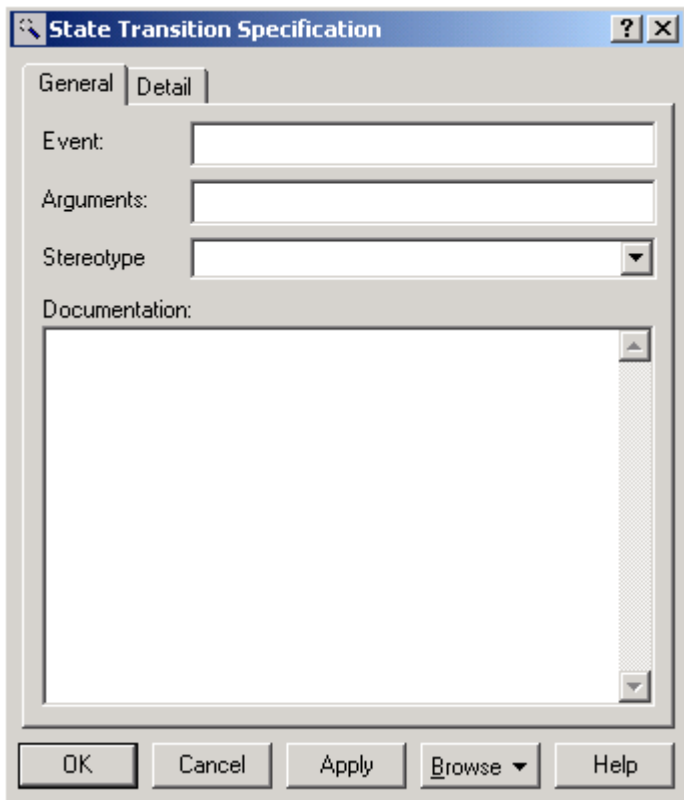 State Transition Specification
General Detail
Event:
Arguments:
Stereotype
Documentation:
OK Cancel Apply Browse Help